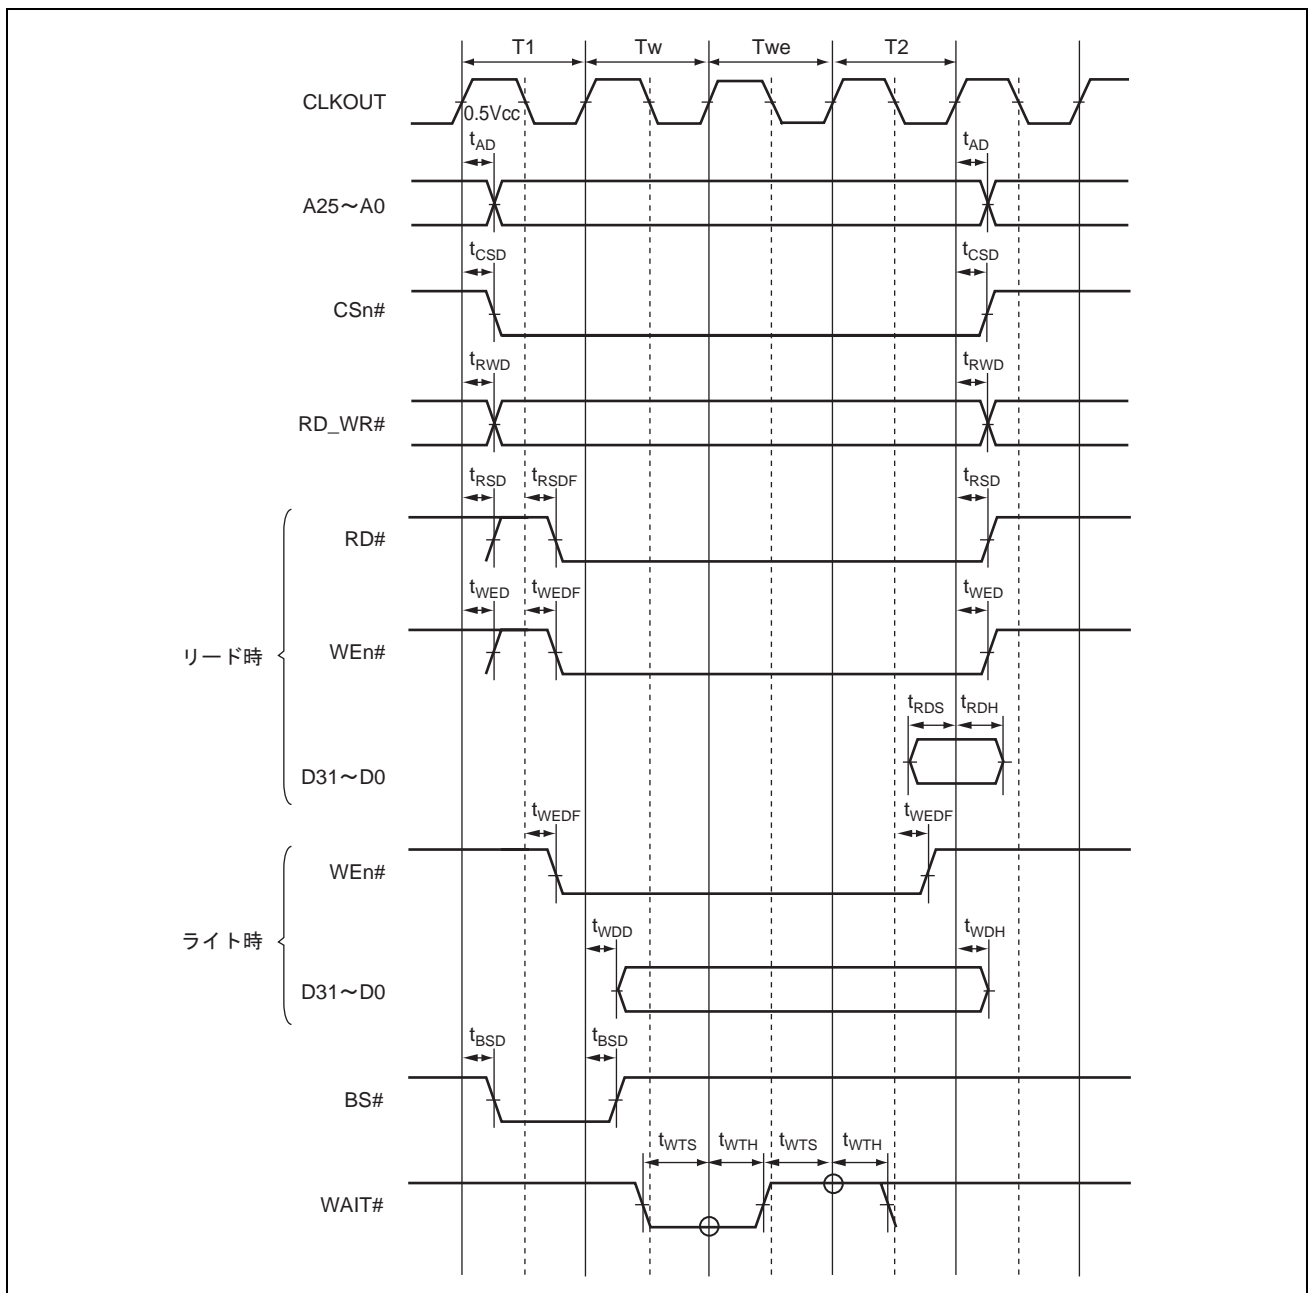 T1 Tw Twe T2
CLKOUT
0.5Vcc
tAD tAD
A25～A0
tCSD tCSD
CSn#
tRWD tRWD
RD_WR#
tRSD tRSDF tRSD
RD#
tWED tWEDF tWED
リード時
WEn#
tRDS tRDH
D31～D0
tWEDF tWEDF
WEn#
ライト時
tWDD tWDH
D31～D0
tBSD tBSD
BS#
tWTS tWTH tWTS tWTH
WAIT#